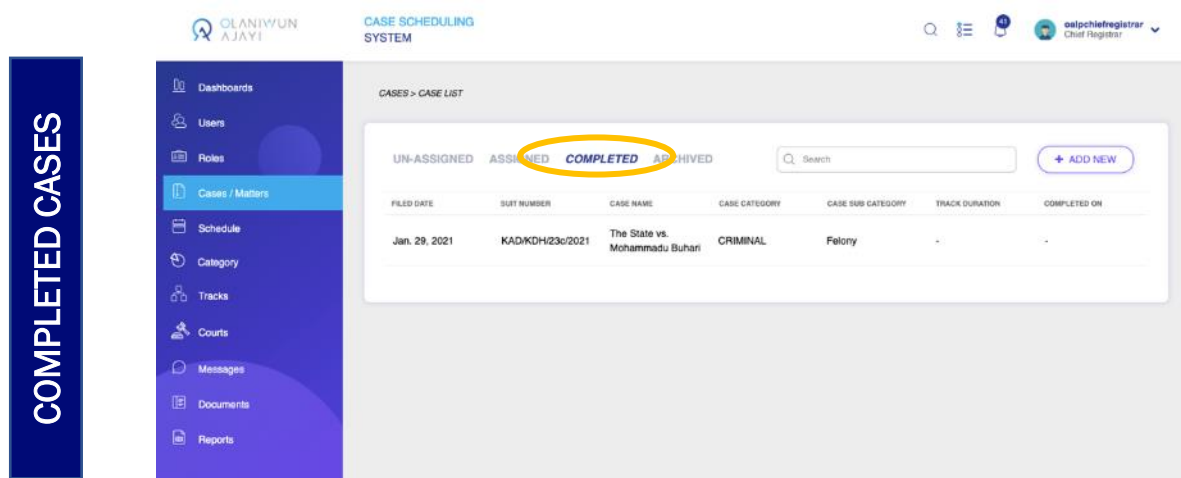 COMPLETED CASES
OLANIWUN
AJAYI
CASE SCHEDULING
SYSTEM
41
oalpchiefregistrar
Chief Registrar
Dashboards
Users
Roles
Cases / Matters
Schedule
Category
Tracks
Courts
Messages
Documents
Reports
CASES > CASE LIST
UN-ASSIGNED ASSIGNED COMPLETED ARCHIVED
Search
+ ADD NEW
FILED DATE SUIT NUMBER CASE NAME CASE CATEGORY CASE SUB CATEGORY TRACK DURATION COMPLETED ON
Jan. 29, 2021 KAD/KDH/23c/2021 The State vs. Mohammadu Buhari CRIMINAL Felony - -